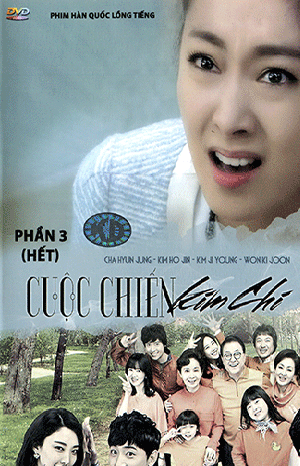 DVD
PHIM HÀN QUỐC LỒNG TIẾNG
KD
PHẦN 3
(HẾT)
CHA HYUN JUNG - KIM HO JIN - KIM JI YOUNG - WON KI JOON
CUỘC CHIẾN Kim Chi